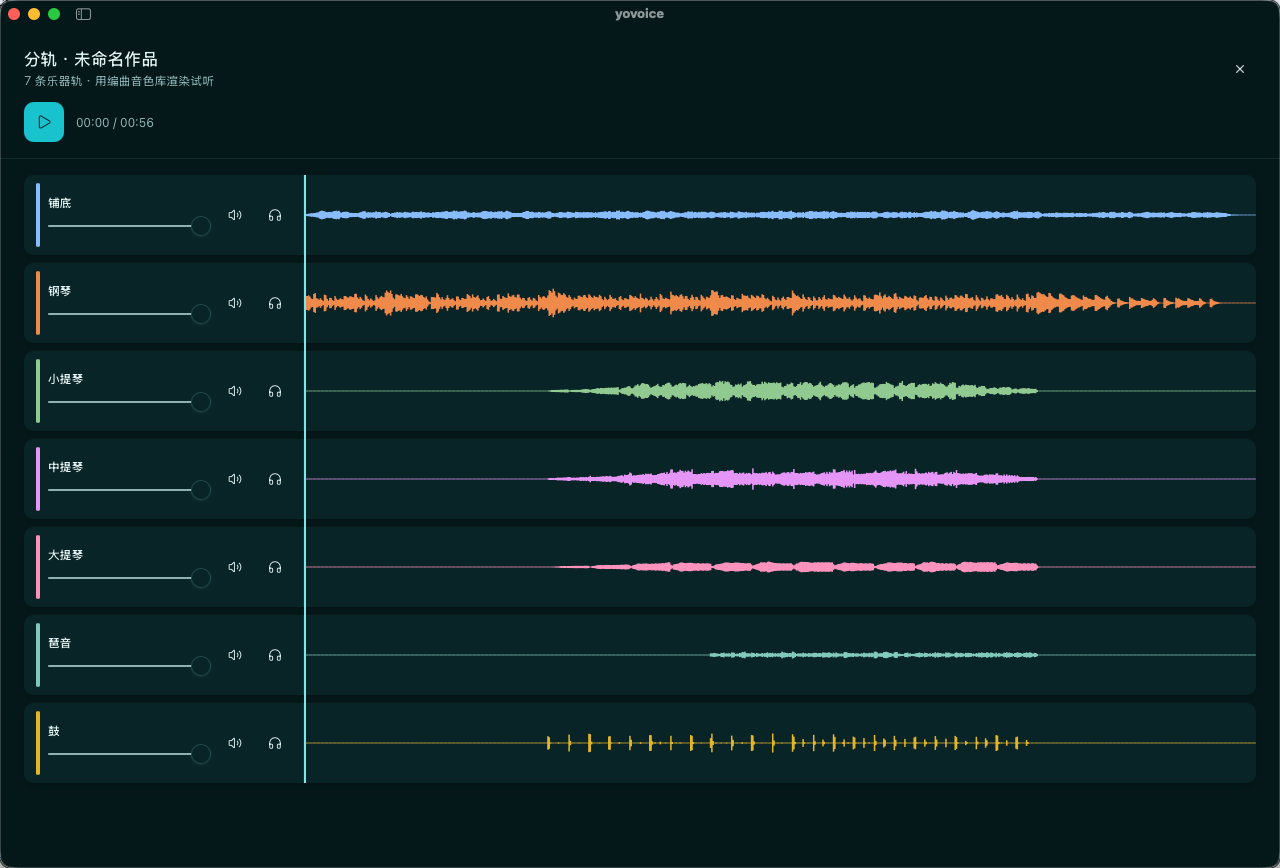 yovoice
分轨 · 未命名作品
7 条乐器轨 · 用编曲音色库渲染试听
00:00 / 00:56
铺底
钢琴
小提琴
中提琴
大提琴
琶音
鼓